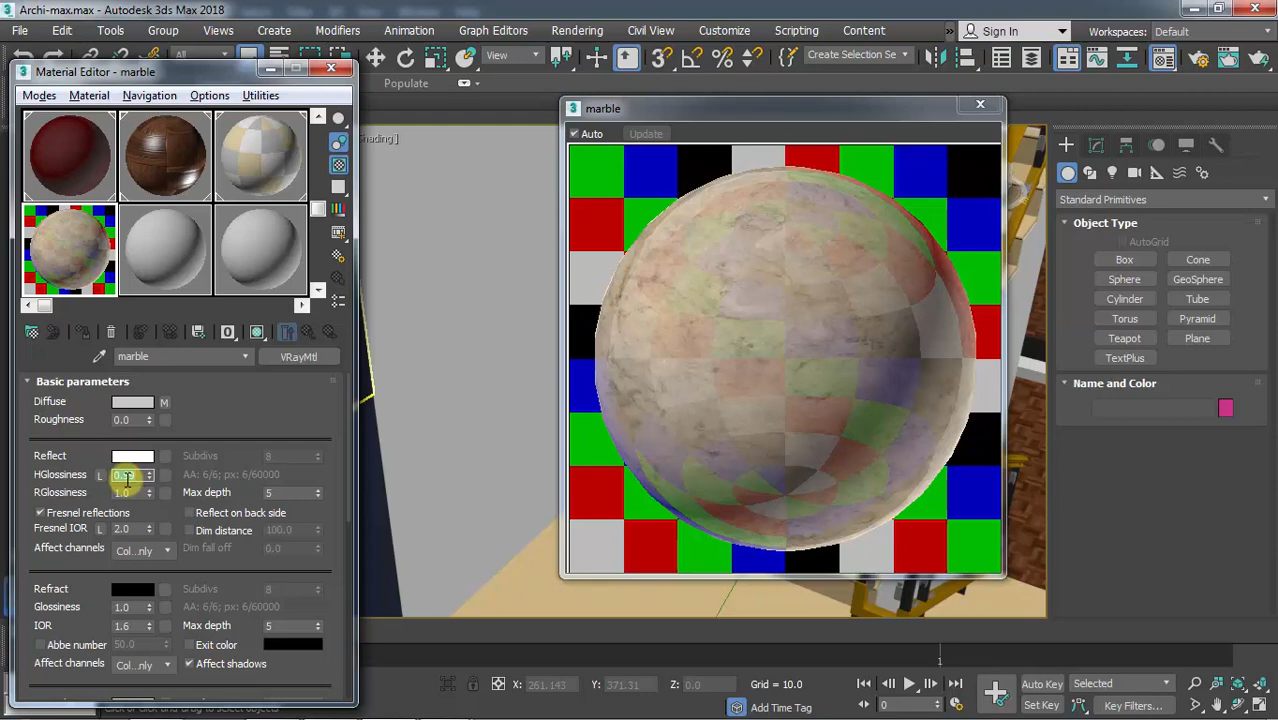 Archi-max.max - Autodesk 3ds Max 2018
File Edit Tools Group Views Create Modifiers Animation Graph Editors Rendering Civil View Customize Scripting Content
Sign In
Workspaces: Default
All
View
Create Selection Se
Populate
Material Editor - marble
Modes Material Navigation Options Utilities
marble
Auto
Update
marble
VRayMtl
Basic parameters
Diffuse
M
Roughness 0.0
Reflect
Subdivs 8
HGlossiness L 0.99
AA: 6/6; px: 6/60000
RGlossiness 1.0
Max depth 5
Fresnel reflections
Reflect on back side
Fresnel IOR L 2.0
Dim distance 100.0
Affect channels Col...nly
Dim fall off 0.0
Refract
Subdivs 8
Glossiness 1.0
AA: 6/6; px: 6/60000
IOR 1.6
Max depth 5
Abbe number 50.0
Exit color
Affect channels Col...nly
Affect shadows
Standard Primitives
Object Type
AutoGrid
Box Cone
Sphere GeoSphere
Cylinder Tube
Torus Pyramid
Teapot Plane
TextPlus
Name and Color
1
X: 261.143
Y: 371.31
Z: 0.0
Grid = 10.0
Add Time Tag
Auto Key
Selected
Set Key
Key Filters...
0